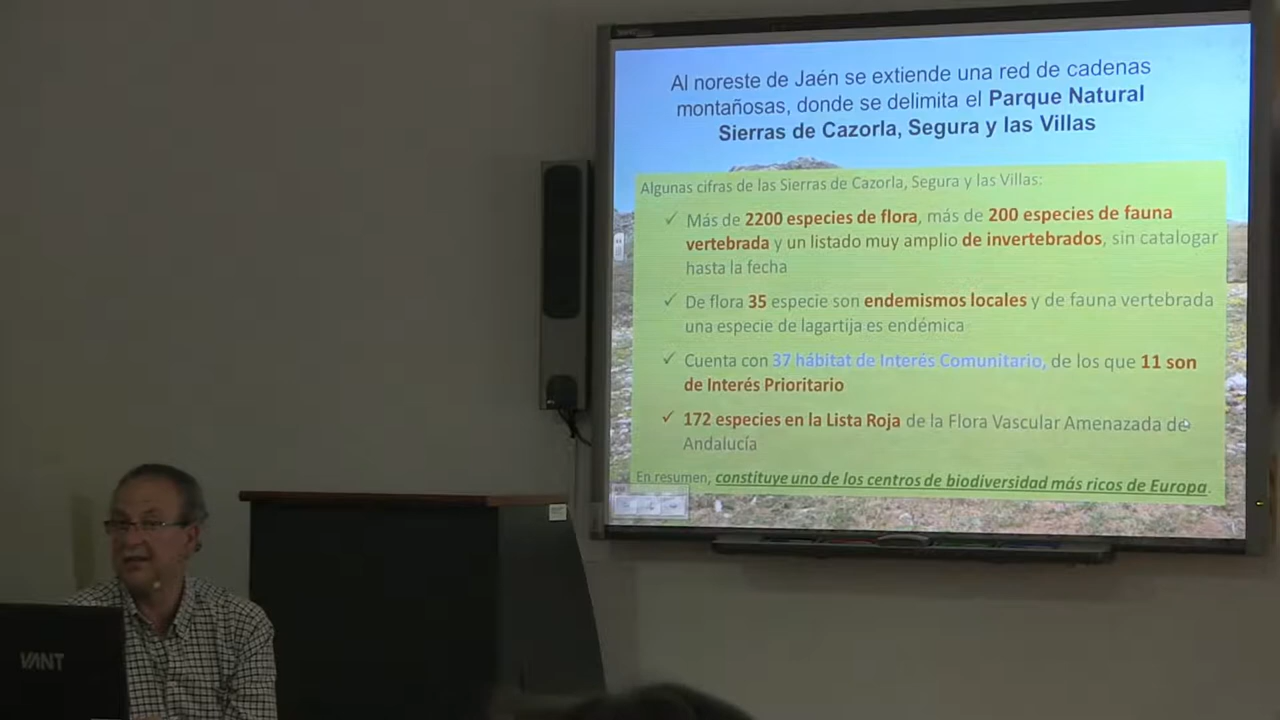 Al noreste de Jaén se extiende una red de cadenas
montañosas, donde se delimita el Parque Natural
Sierras de Cazorla, Segura y las Villas
Algunas cifras de las Sierras de Cazorla, Segura y las Villas:
✓ Más de 2200 especies de flora, más de 200 especies de fauna
vertebrada y un listado muy amplio de invertebrados, sin catalogar
hasta la fecha
✓ De flora 35 especie son endemismos locales y de fauna vertebrada
una especie de lagartija es endémica
✓ Cuenta con 37 hábitat de Interés Comunitario, de los que 11 son
de Interés Prioritario
✓ 172 especies en la Lista Roja de la Flora Vascular Amenazada de
Andalucía
En resumen, constituye uno de los centros de biodiversidad más ricos de Europa.
VANT